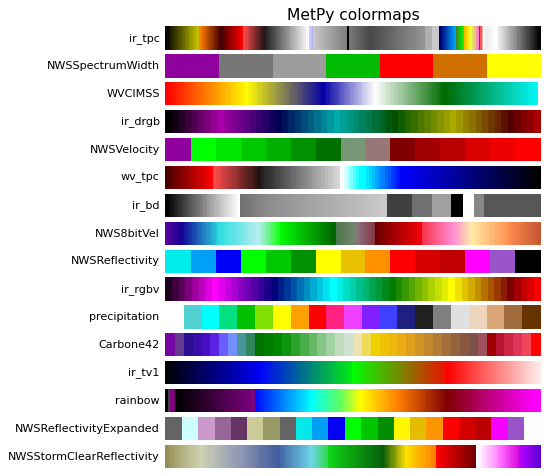 MetPy colormaps
ir_tpc
NWSSpectrumWidth
WVCIMSS
ir_drgb
NWSVelocity
wv_tpc
ir_bd
NWS8bitVel
NWSReflectivity
ir_rgbv
precipitation
Carbone42
ir_tv1
rainbow
NWSReflectivityExpanded
NWSStormClearReflectivity